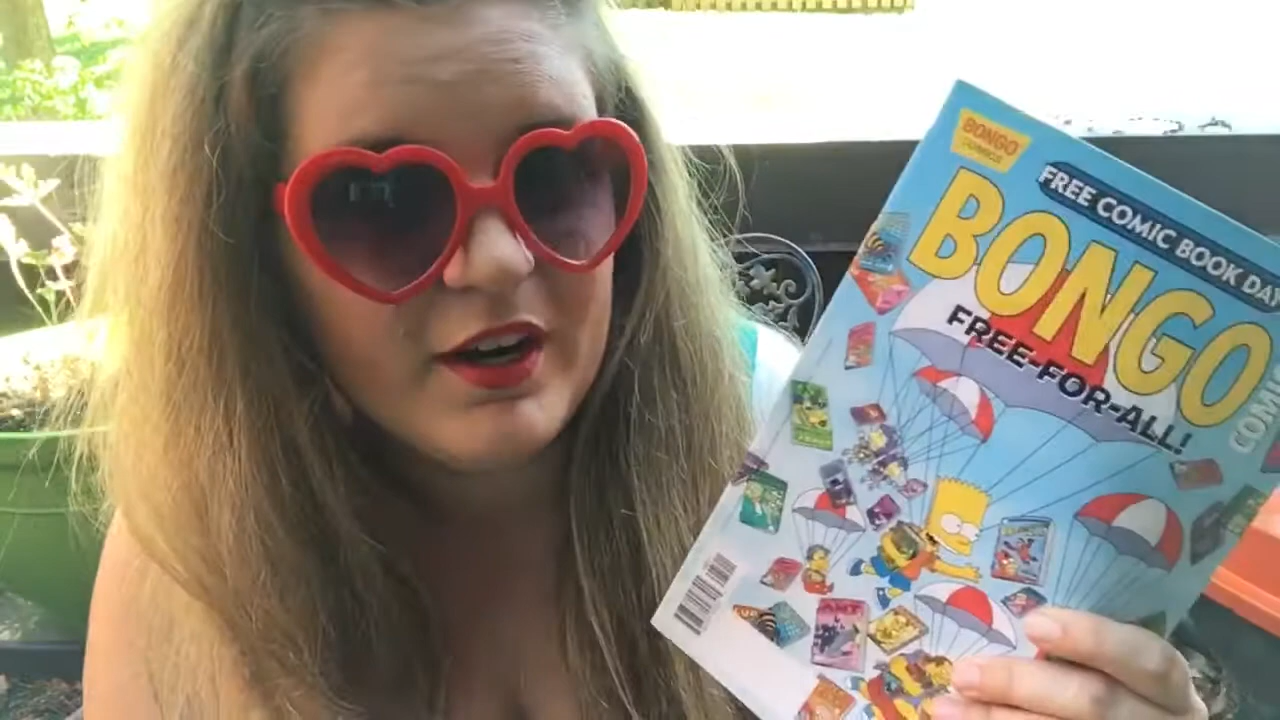 BONGO
COMICS
FREE COMIC BOOK DAY
BONGO
COMIC
FREE-FOR-ALL!